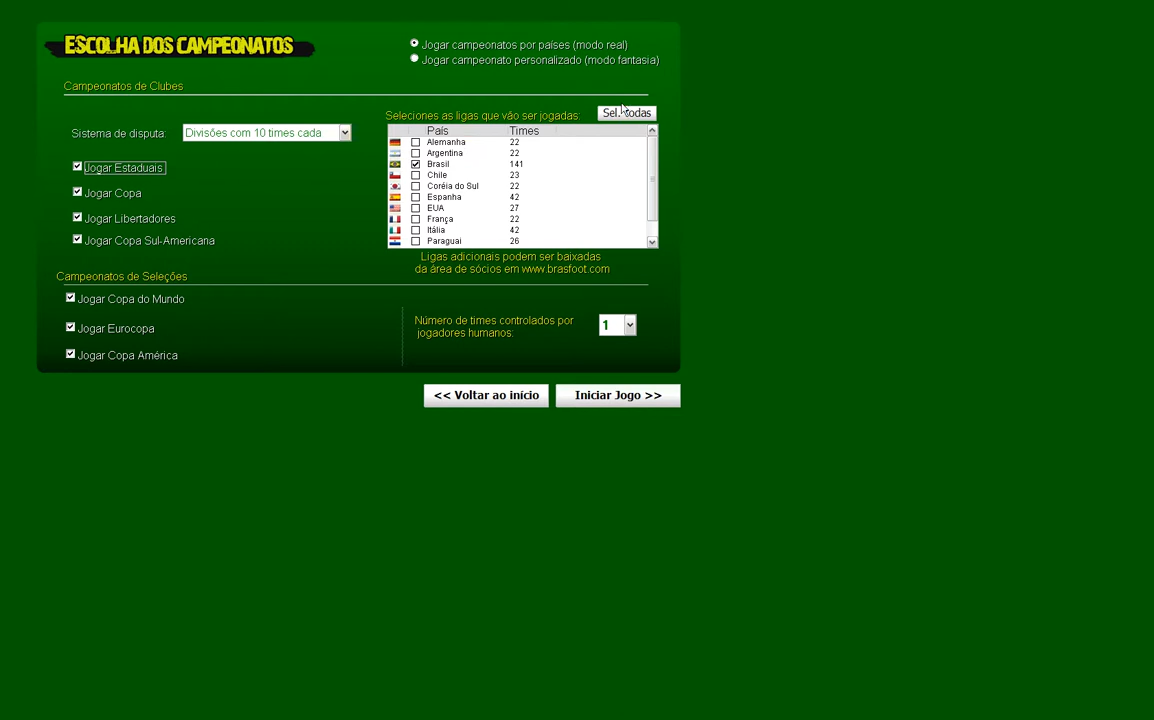 ESCOLHA DOS CAMPEONATOS
Jogar campeonatos por países (modo real)
Jogar campeonato personalizado (modo fantasia)
Campeonatos de Clubes
Seleciones as ligas que vão ser jogadas:
Sel. todas
Sistema de disputa:
Divisões com 10 times cada
Jogar Estaduais
Jogar Copa
Jogar Libertadores
Jogar Copa Sul-Americana
País Times
Alemanha 22
Argentina 22
Brasil 141
Chile 23
Coréia do Sul 22
Espanha 42
EUA 27
França 22
Itália 42
Paraguai 26
Ligas adicionais podem ser baixadas
da área de sócios em www.brasfoot.com
Campeonatos de Seleções
Jogar Copa do Mundo
Jogar Eurocopa
Jogar Copa América
Número de times controlados por
jogadores humanos:
1
<< Voltar ao início
Iniciar Jogo >>